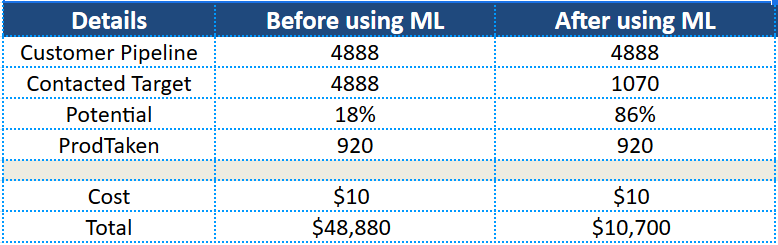 Details Before using ML After using ML
Customer Pipeline 4888 4888
Contacted Target 4888 1070
Potential 18% 86%
ProdTaken 920 920
Cost $10 $10
Total $48,880 $10,700